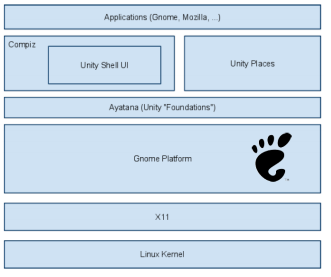 Applications (Gnome, Mozilla, ...)
Compiz
Unity Shell UI
Unity Places
Ayatana (Unity "Foundations")
Gnome Platform
X11
Linux Kernel